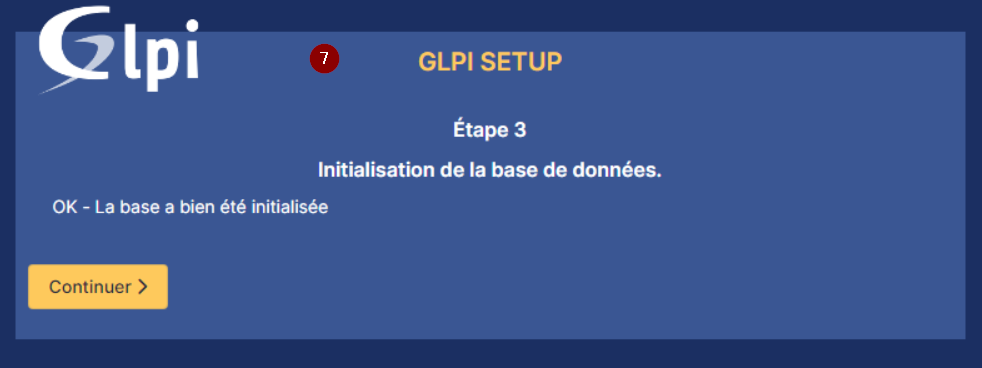 Glpi
7
GLPI SETUP
Étape 3
Initialisation de la base de données.
OK - La base a bien été initialisée
Continuer